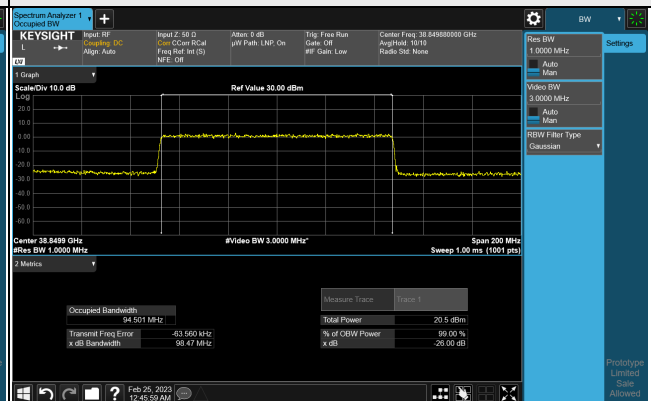 Spectrum Analyzer 1
Occupied BW
+
BW
KEYSIGHT
L
LXI
Input: RF
Coupling: DC
Align: Auto
Input Z: 50 Ω
Corr CCorr RCal
Freq Ref: Int (S)
NFE: Off
Atten: 0 dB
µW Path: LNP, On
Trig: Free Run
Gate: Off
#IF Gain: Low
Center Freq: 38.849880000 GHz
Avg|Hold: 10/10
Radio Std: None
Res BW
1.0000 MHz
Auto
Man
Settings
Video BW
3.0000 MHz
Auto
Man
RBW Filter Type
Gaussian
1 Graph
Scale/Div 10.0 dB
Ref Value 30.00 dBm
Log
20.0
10.0
0.00
-10.0
-20.0
-30.0
-40.0
-50.0
-60.0
Center 38.8499 GHz
#Video BW 3.0000 MHz*
Span 200 MHz
#Res BW 1.0000 MHz
Sweep 1.00 ms (1001 pts)
2 Metrics
Measure Trace
Trace 1
Occupied Bandwidth
94.501 MHz
Total Power
20.5 dBm
Transmit Freq Error
-63.560 kHz
% of OBW Power
99.00 %
x dB Bandwidth
98.47 MHz
x dB
-26.00 dB
Prototype
Limited
Sale
Allowed
?
Feb 25, 2023
12:45:59 AM